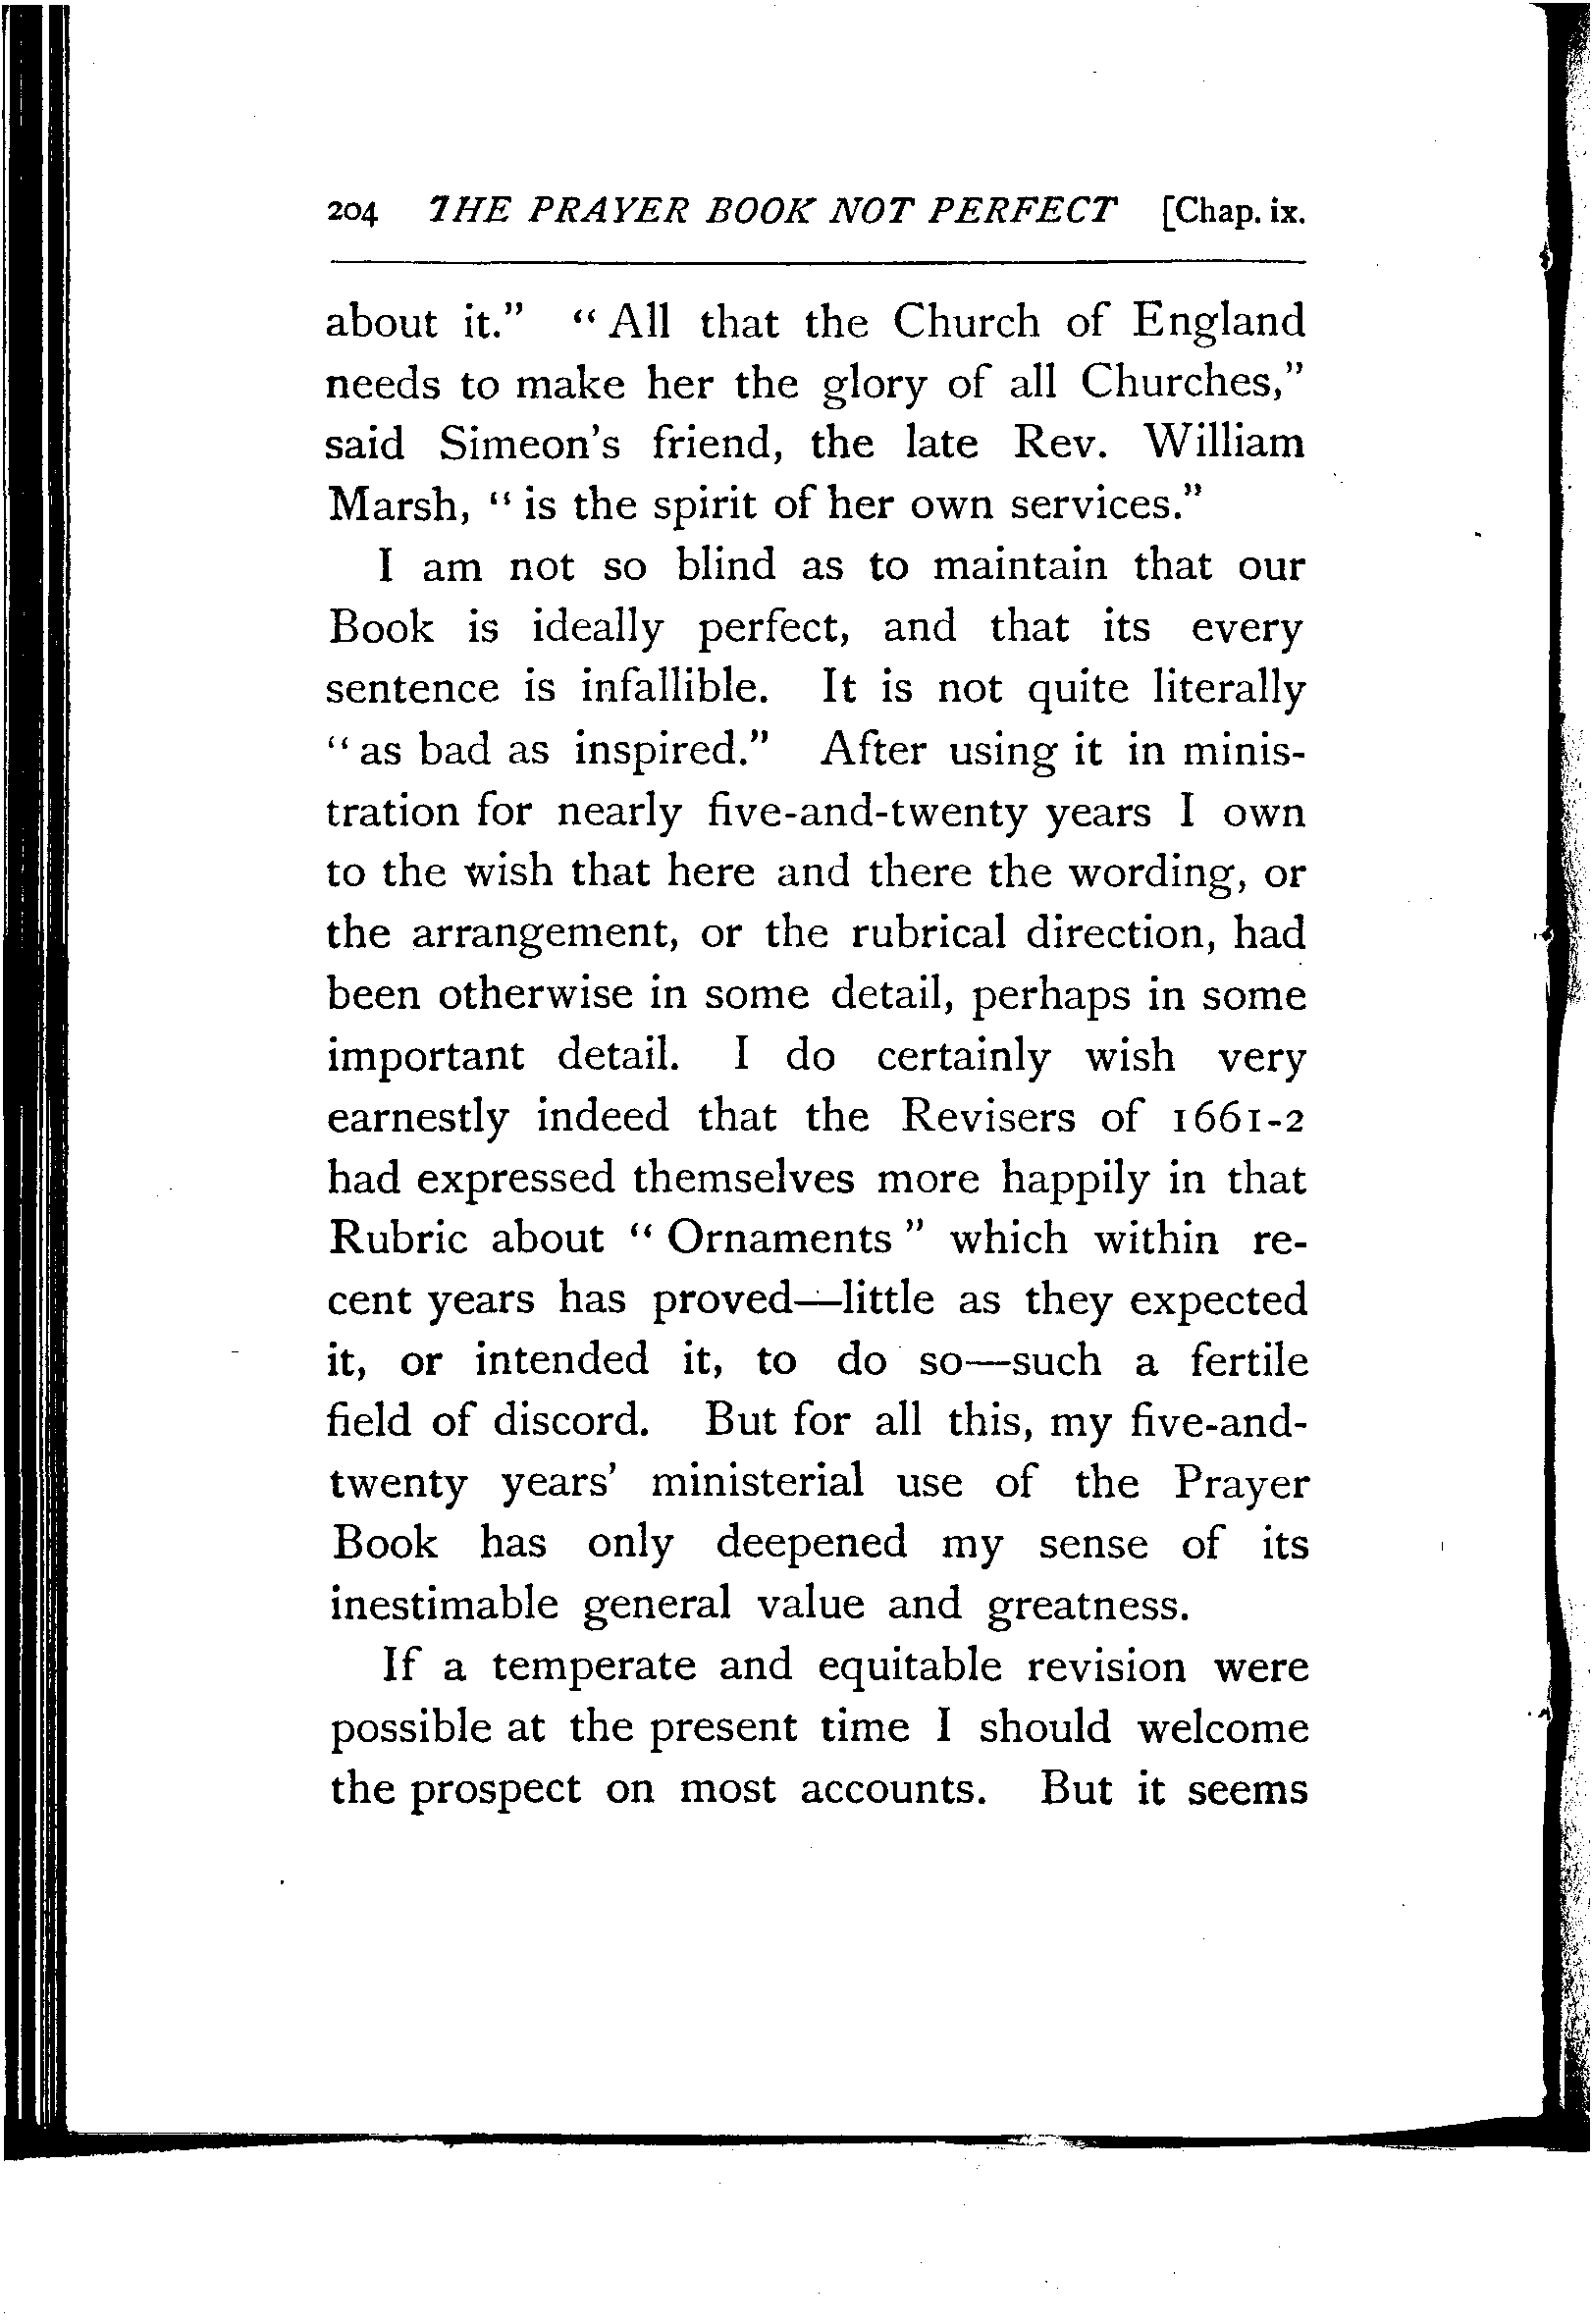 204 THE PRAYER BOOK NOT PERFECT [Chap. ix.
about it." "All that the Church of England
needs to make her the glory of all Churches,"
said Simeon's friend, the late Rev. William
Marsh, "is the spirit of her own services."
I am not so blind as to maintain that our
Book is ideally perfect, and that its every
sentence is infallible. It is not quite literally
"as bad as inspired." After using it in minis-
tration for nearly five-and-twenty years I own
to the wish that here and there the wording, or
the arrangement, or the rubrical direction, had
been otherwise in some detail, perhaps in some
important detail. I do certainly wish very
earnestly indeed that the Revisers of 1661-2
had expressed themselves more happily in that
Rubric about "Ornaments" which within re-
cent years has proved—little as they expected
it, or intended it, to do so—such a fertile
field of discord. But for all this, my five-and-
twenty years' ministerial use of the Prayer
Book has only deepened my sense of its
inestimable general value and greatness.
If a temperate and equitable revision were
possible at the present time I should welcome
the prospect on most accounts. But it seems